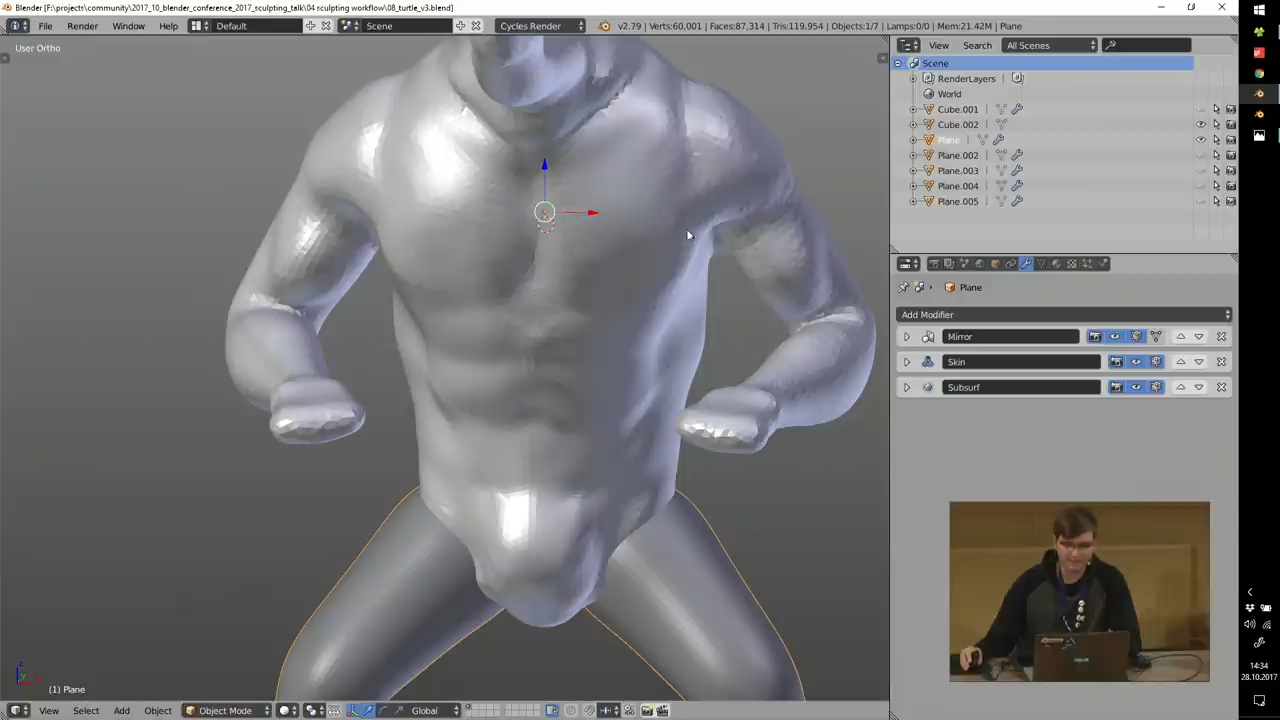 Blender [F:\projects\community\2017_10_blender_conference_2017_sculpting_talk\04 sculpting workflow\08_turtle_v3.blend]
File Render Window Help Default Scene Cycles Render v2.79 | Verts:60,001 | Faces:87,314 | Tris:119,954 | Objects:1/7 | Lamps:0/0 | Mem:21.42M | Plane
User Ortho
View Search All Scenes
Scene
RenderLayers
World
Cube.001
Cube.002
Plane
Plane.002
Plane.003
Plane.004
Plane.005
Plane
Add Modifier
Mirror
Skin
Subsurf
(1) Plane
View Select Add Object Object Mode Global
14:34
28.10.2017